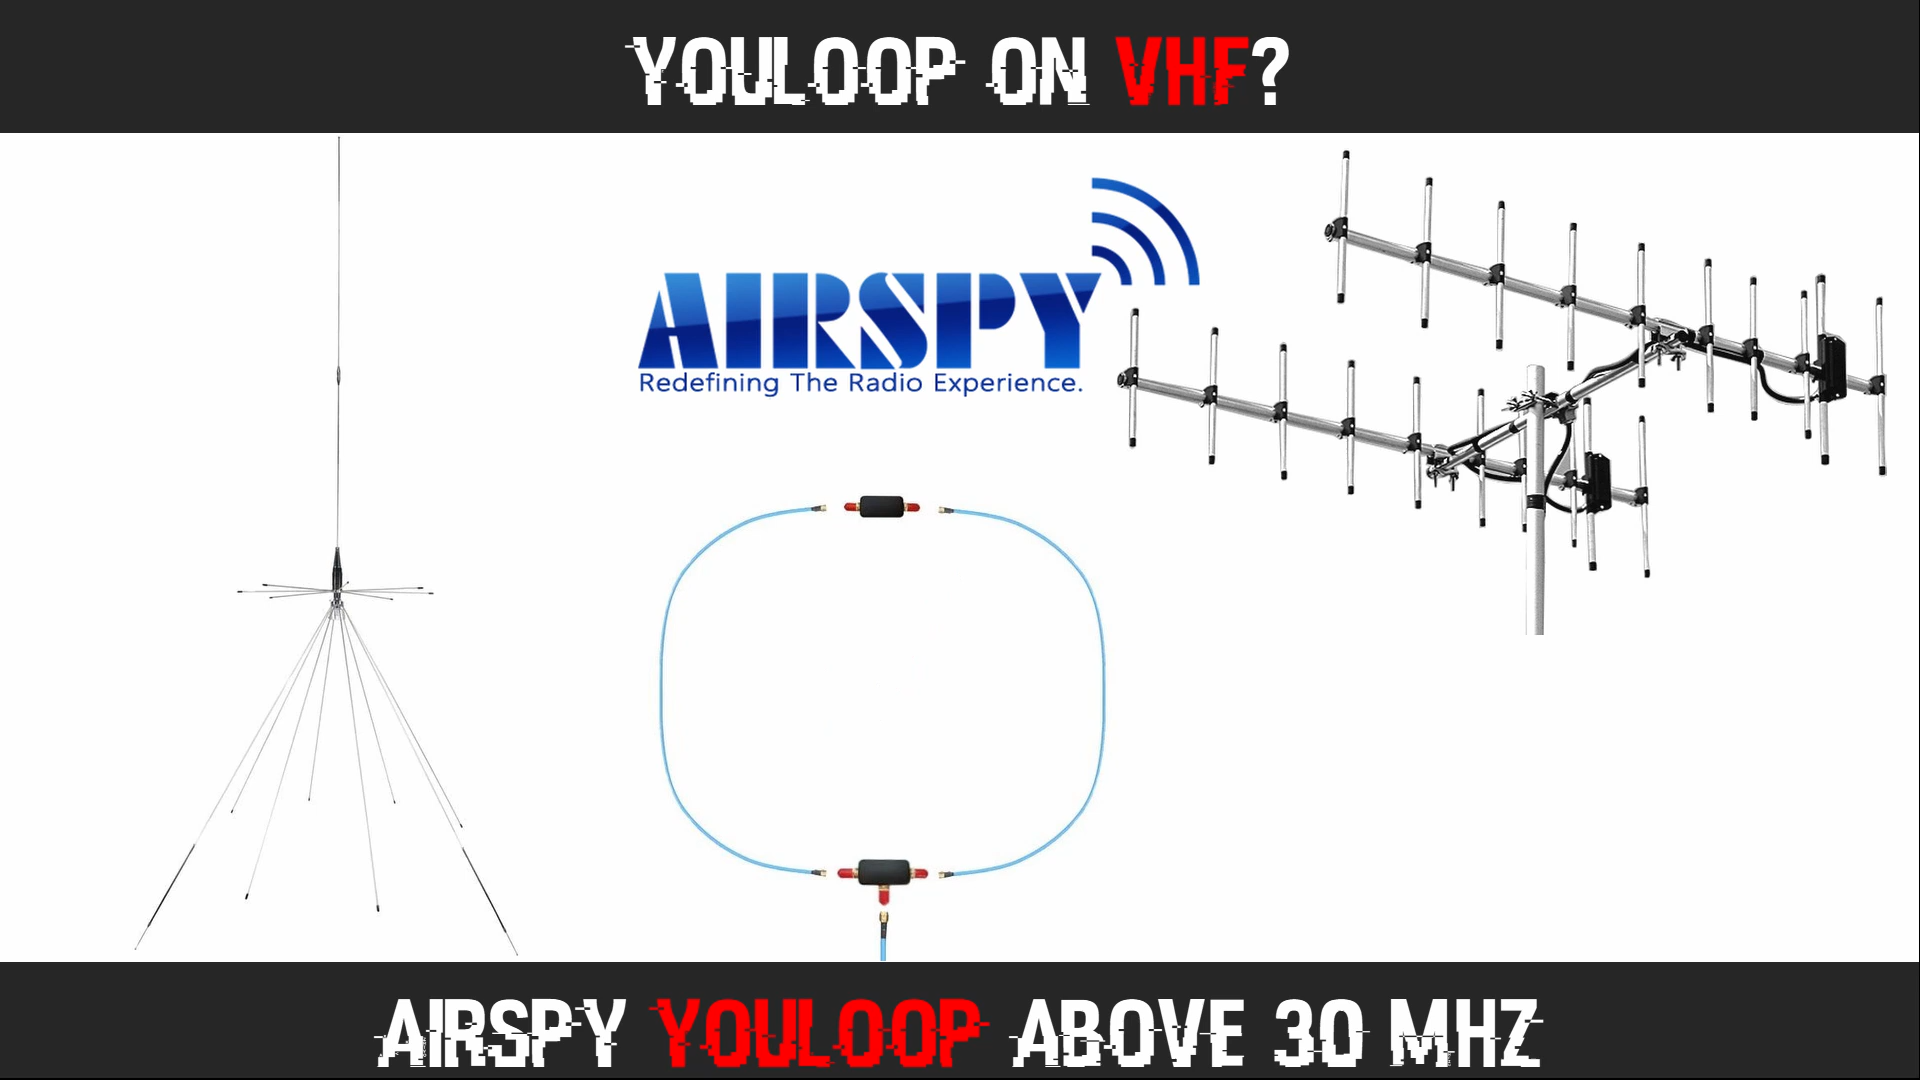 YOULOOP ON VHF?
AIRSPY
Redefining The Radio Experience.
AIRSPY YOULOOP ABOVE 30 MHZ